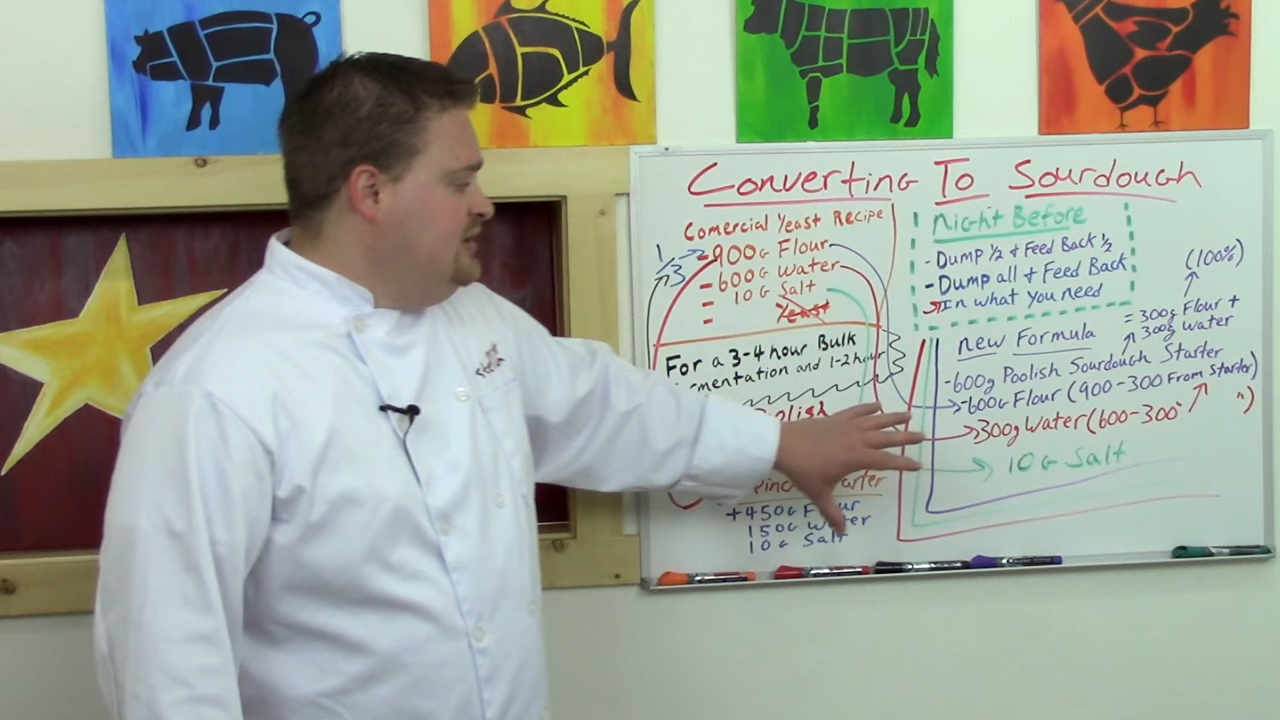 Converting To Sourdough
Comercial Yeast Recipe
1/3
900G Flour
600G Water
10G Salt
Yeast
For a 3-4 hour Bulk
and 1-2 hour
+450G Flour
150G Water
10G Salt
Night Before
- Dump 1/2 & Feed Back 1/2
- Dump all & Feed Back
In what you need
(100%)
= 300g Flour +
300g Water
New Formula
-600g Poolish Sourdough Starter
-600G Flour (900-300 From Starter)
300g Water (600-300 " ")
10G Salt